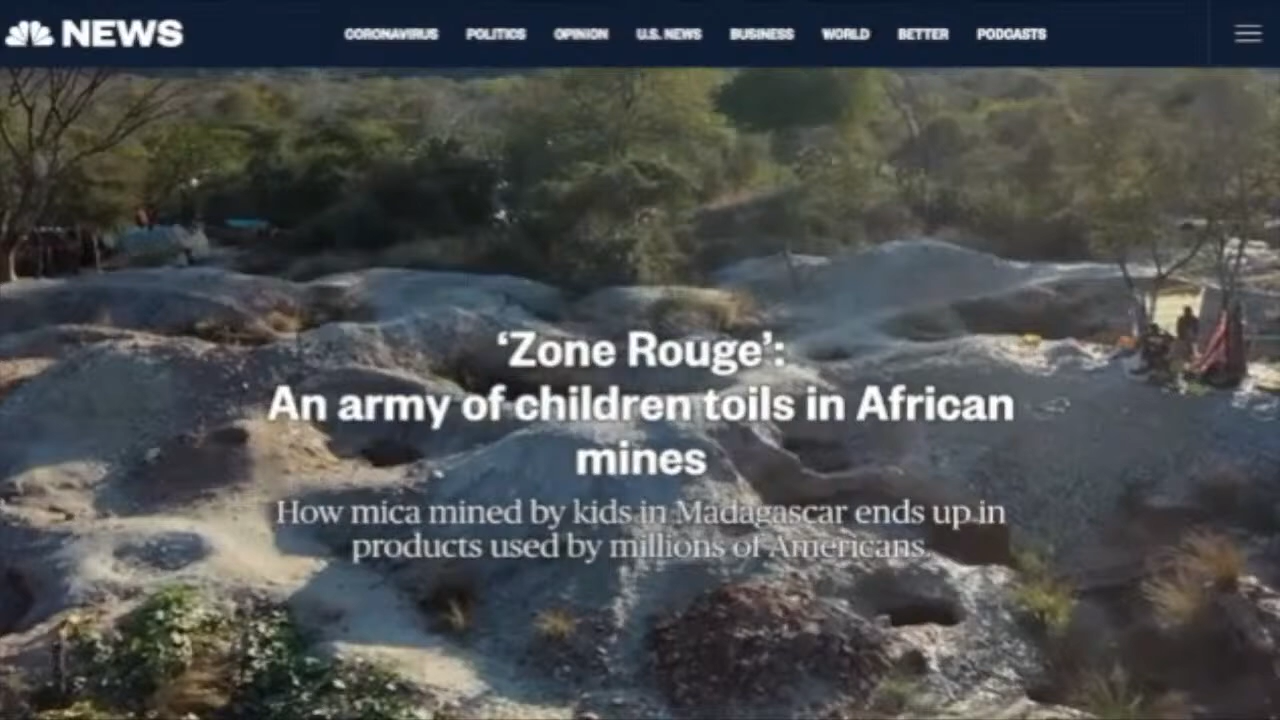 NEWS CORONAVIRUS POLITICS OPINION U.S. NEWS BUSINESS WORLD BETTER PODCASTS
‘Zone Rouge’:
An army of children toils in African
mines
How mica mined by kids in Madagascar ends up in
products used by millions of Americans.